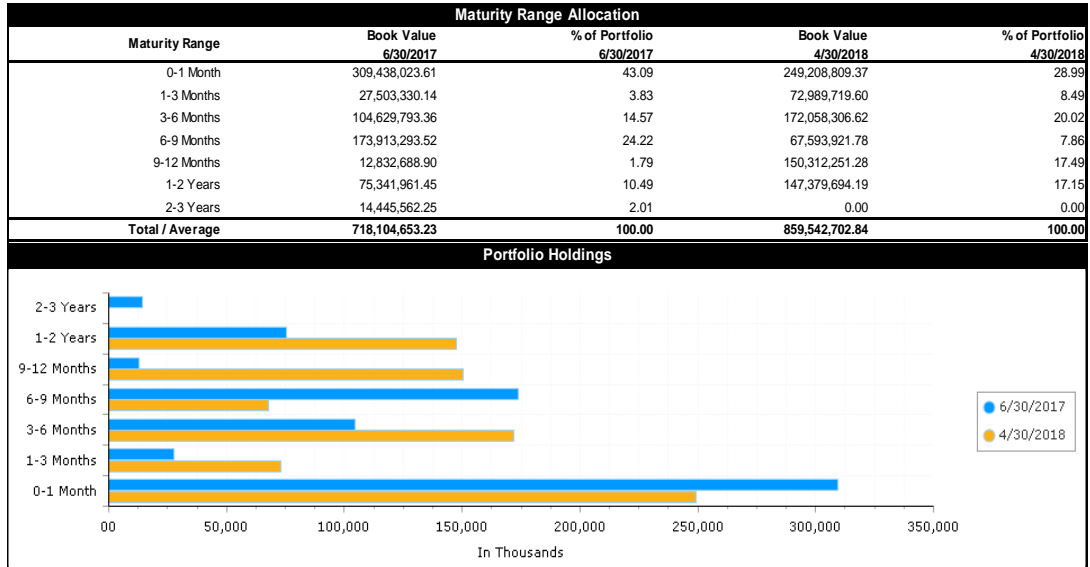 Maturity Range Allocation
Maturity Range Book Value 6/30/2017 % of Portfolio 6/30/2017 Book Value 4/30/2018 % of Portfolio 4/30/2018
0-1 Month 309,438,023.61 43.09 249,208,809.37 28.99
1-3 Months 27,503,330.14 3.83 72,989,719.60 8.49
3-6 Months 104,629,793.36 14.57 172,058,306.62 20.02
6-9 Months 173,913,293.52 24.22 67,593,921.78 7.86
9-12 Months 12,832,688.90 1.79 150,312,251.28 17.49
1-2 Years 75,341,961.45 10.49 147,379,694.19 17.15
2-3 Years 14,445,562.25 2.01 0.00 0.00
Total / Average 718,104,653.23 100.00 859,542,702.84 100.00
Portfolio Holdings
2-3 Years
1-2 Years
9-12 Months
6-9 Months
3-6 Months
1-3 Months
0-1 Month
00 50,000 100,000 150,000 200,000 250,000 300,000 350,000
In Thousands
6/30/2017
4/30/2018